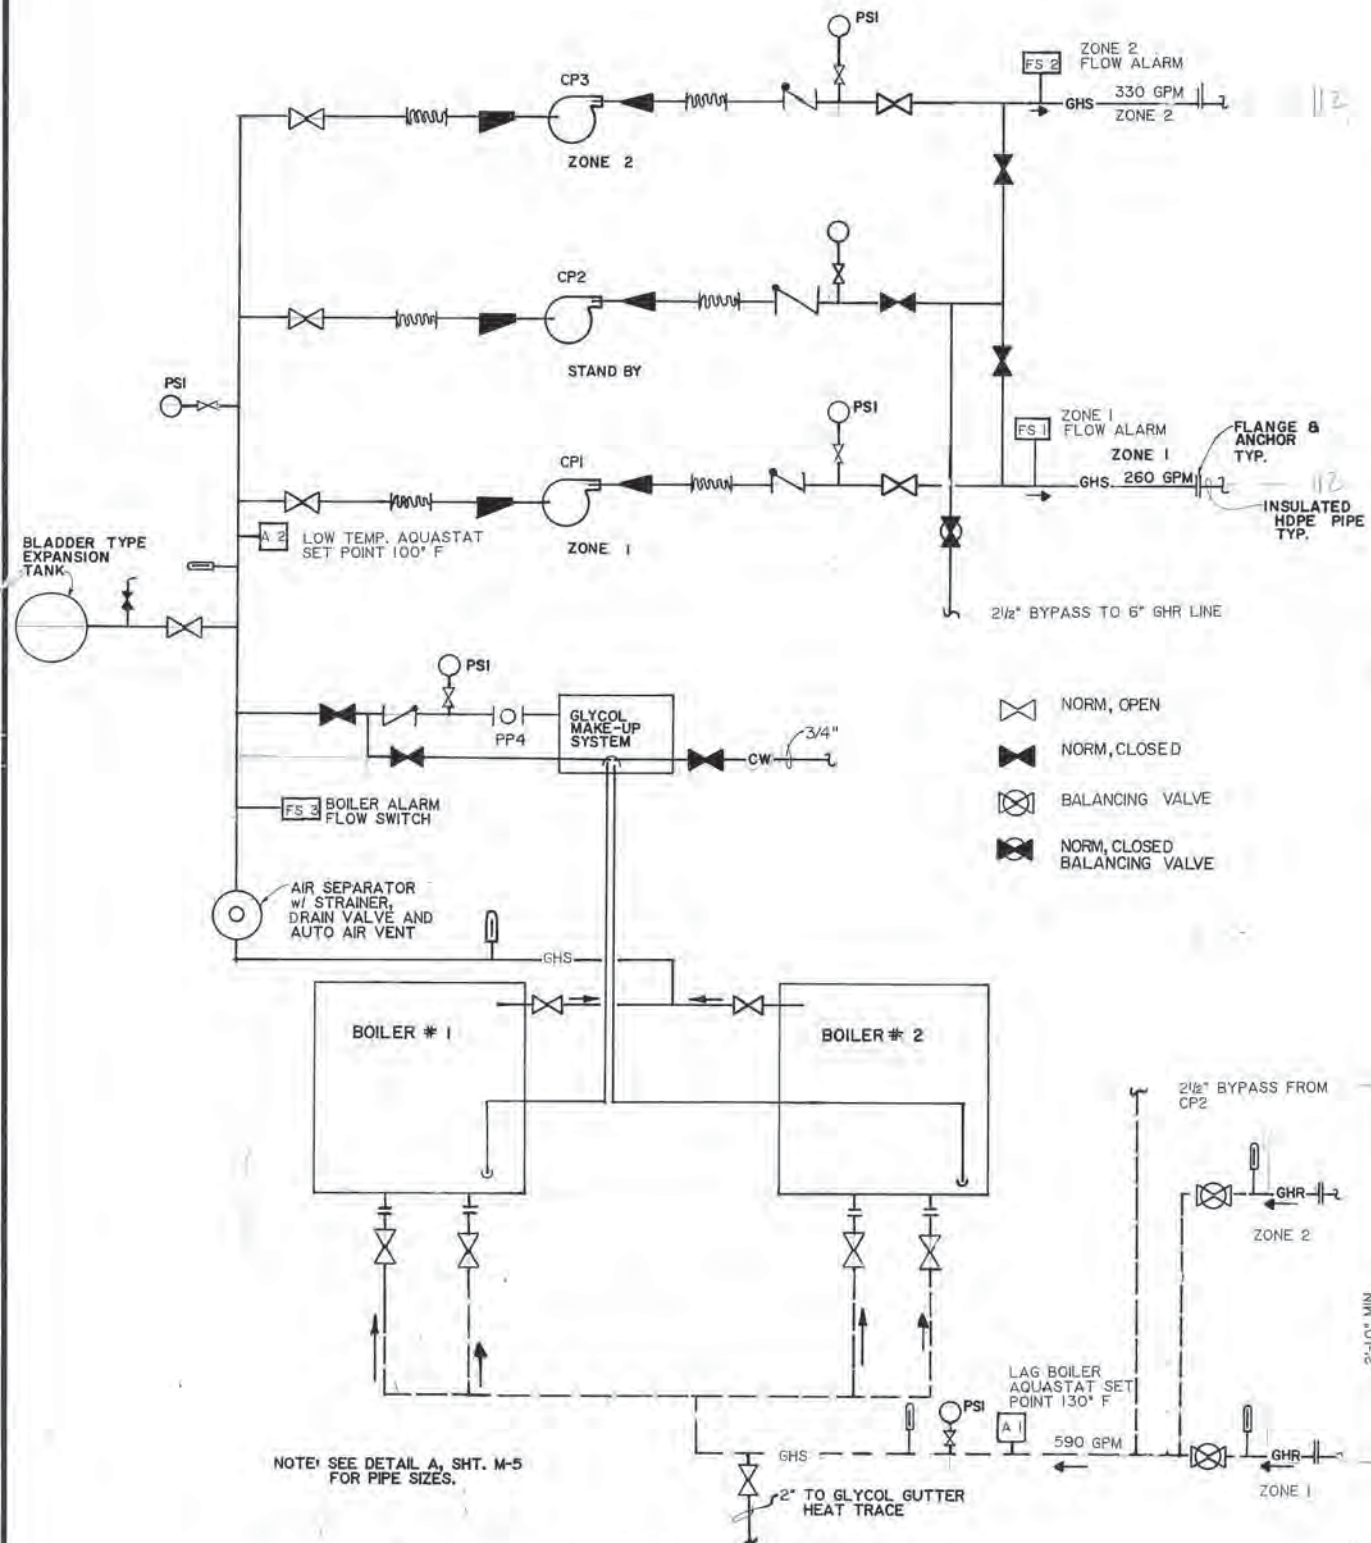 PSI
ZONE 2
FLOW ALARM
FS 2
CP3
GHS
330 GPM
ZONE 2
ZONE 2
CP2
STAND BY
PSI
PSI
ZONE 1
FLOW ALARM
FS 1
FLANGE &
ANCHOR
TYP.
ZONE 1
CP1
GHS
260 GPM
INSULATED
HDPE PIPE
TYP.
A 2
LOW TEMP. AQUASTAT
SET POINT 100° F
ZONE 1
BLADDER TYPE
EXPANSION
TANK
2½" BYPASS TO 6" GHR LINE
PSI
GLYCOL
MAKE-UP
SYSTEM
PP4
3/4"
CW
NORM, OPEN
NORM, CLOSED
BALANCING VALVE
NORM, CLOSED
BALANCING VALVE
FS 3
BOILER ALARM
FLOW SWITCH
AIR SEPARATOR
w/ STRAINER,
DRAIN VALVE AND
AUTO AIR VENT
GHS
BOILER # 1
BOILER # 2
2½" BYPASS FROM
CP2
GHR
ZONE 2
LAG BOILER
AQUASTAT SET
POINT 130° F
PSI
A 1
590 GPM
GHS
GHR
ZONE 1
NOTE: SEE DETAIL A, SHT. M-5
FOR PIPE SIZES.
2" TO GLYCOL GUTTER
HEAT TRACE
MIN